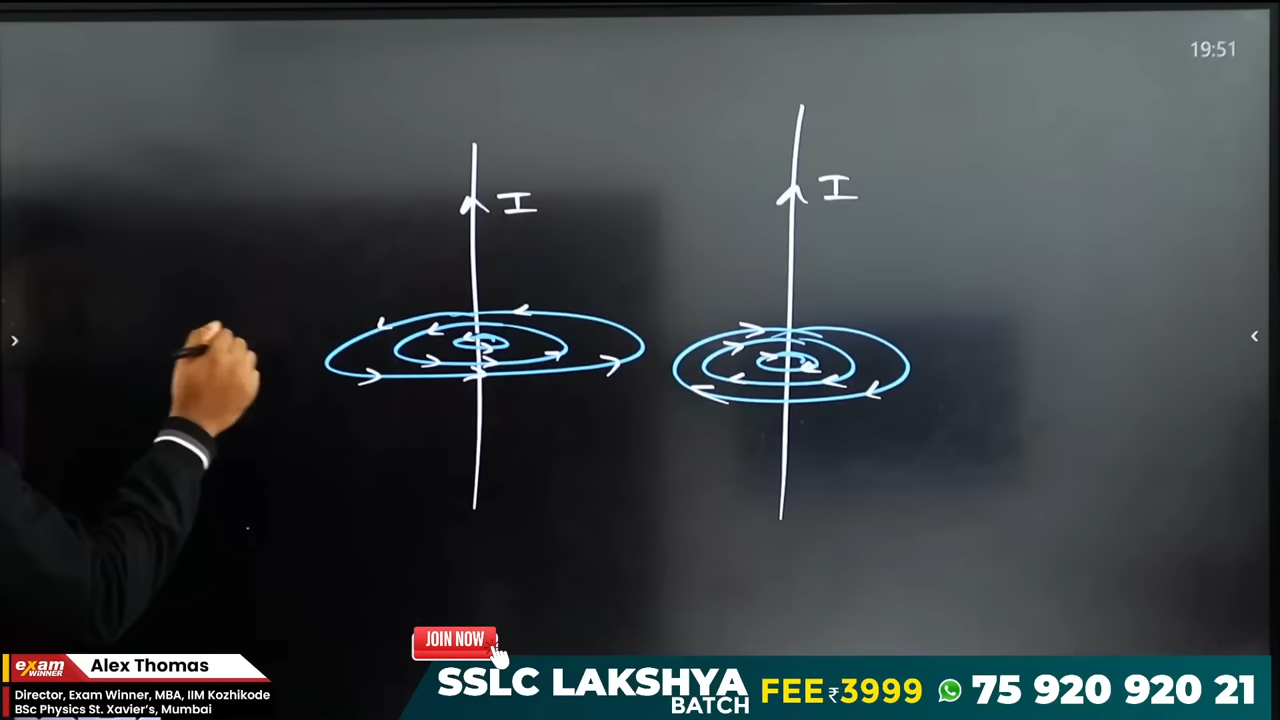 19:51
I
I
JOIN NOW
exam
WINNER
Alex Thomas
Director, Exam Winner, MBA, IIM Kozhikode
BSc Physics St. Xavier's, Mumbai
SSLC LAKSHYA
BATCH
FEE ₹3999
75 920 920 21